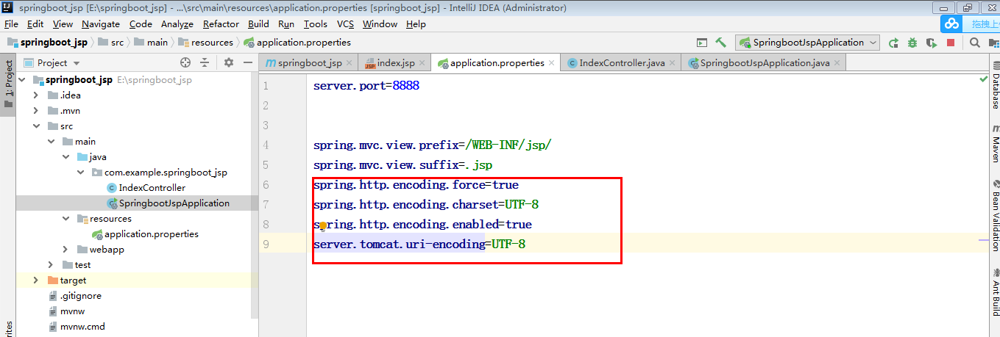 springboot_jsp [E:\springboot_jsp] - ...\src\main\resources\application.properties [springboot_jsp] - IntelliJ IDEA (Administrator)
File Edit View Navigate Code Analyze Refactor Build Run Tools VCS Window Help
拖拽上
springboot_jsp src main resources application.properties SpringbootJspApplication
Project
springboot_jsp index.jsp application.properties IndexController.java SpringbootJspApplication.java
1: Project
springboot_jsp E:\springboot_jsp
.idea
.mvn
src
main
java
com.example.springboot_jsp
IndexController
SpringbootJspApplication
resources
application.properties
webapp
test
target
.gitignore
mvnw
mvnw.cmd
1 server.port=8888
2
3
4 spring.mvc.view.prefix=/WEB-INF/jsp/
5 spring.mvc.view.suffix=.jsp
6 spring.http.encoding.force=true
7 spring.http.encoding.charset=UTF-8
8 spring.http.encoding.enabled=true
9 server.tomcat.uri-encoding=UTF-8
Database
Maven
Bean Validation
Ant Build